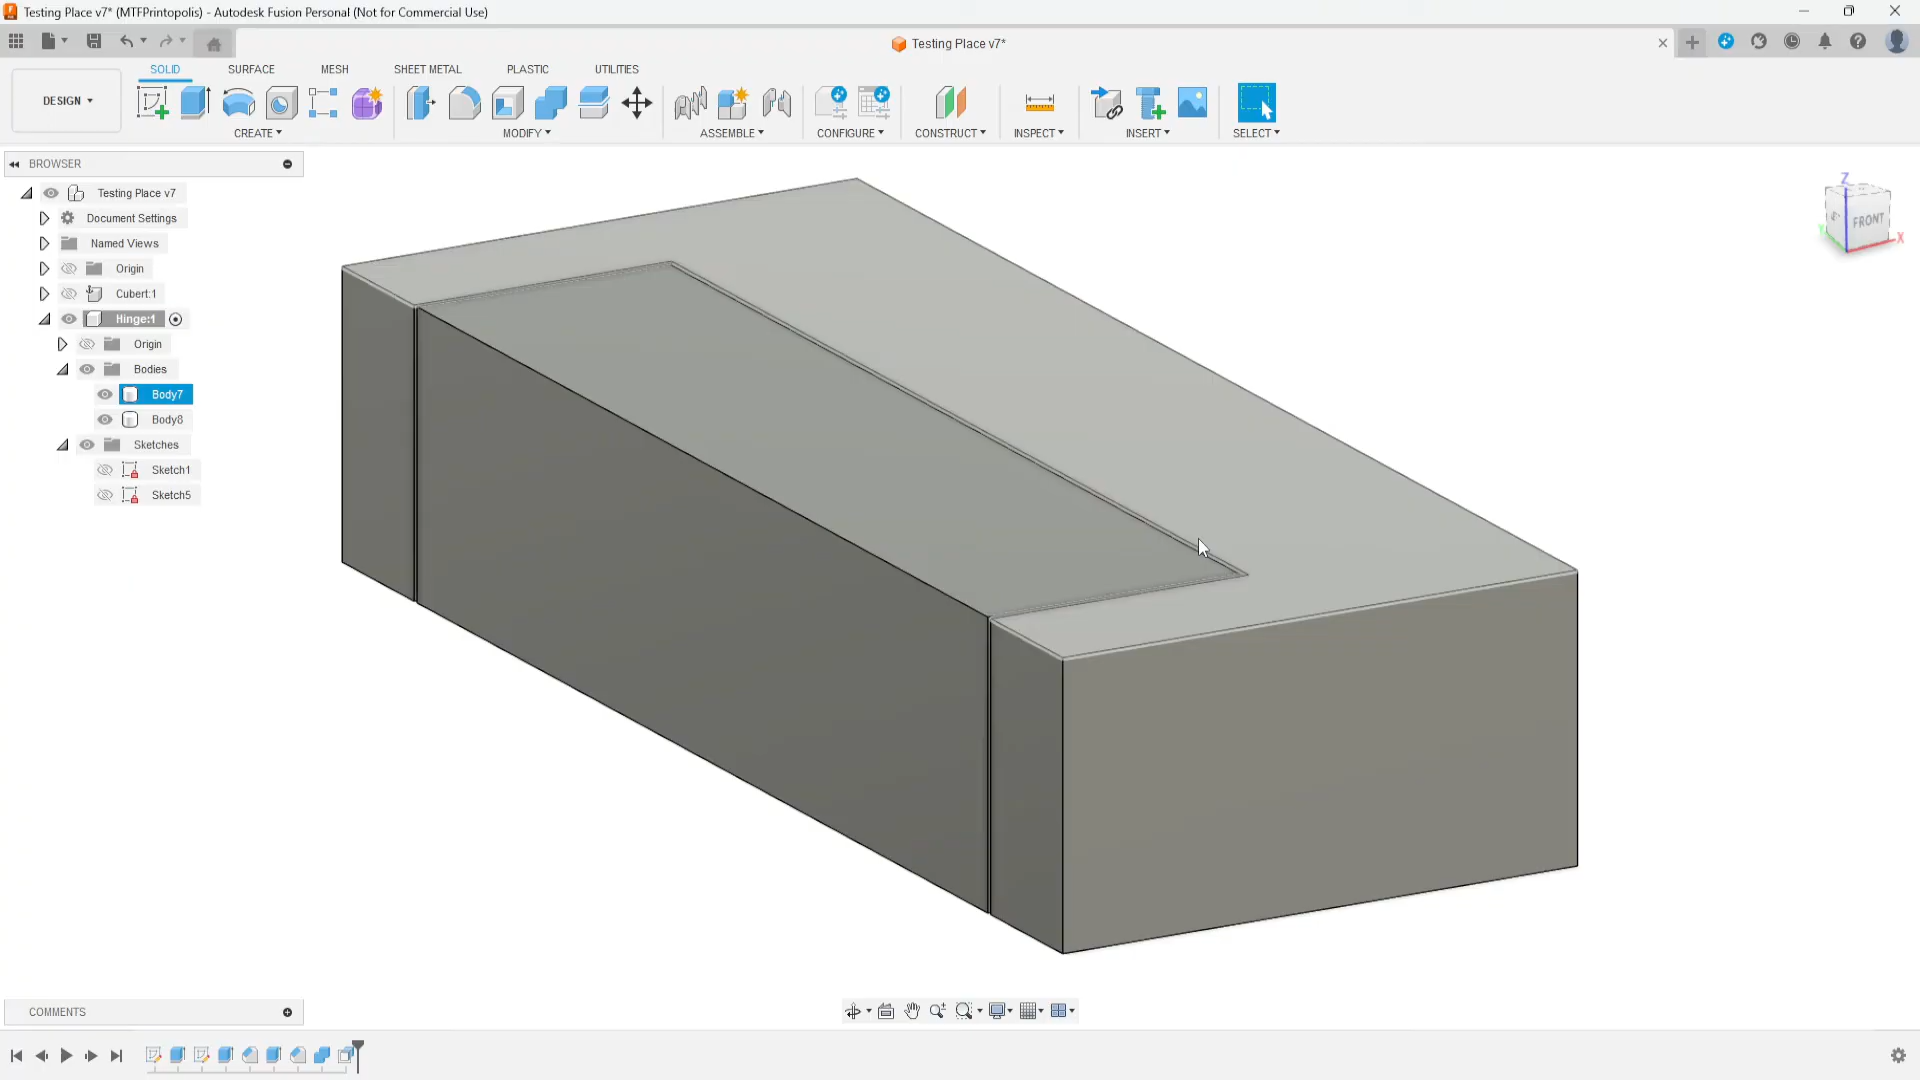 Testing Place v7* (MTFPrintopolis) - Autodesk Fusion Personal (Not for Commercial Use)
Testing Place v7*
SOLID SURFACE MESH SHEET METAL PLASTIC UTILITIES
DESIGN
CREATE MODIFY ASSEMBLE CONFIGURE CONSTRUCT INSPECT INSERT SELECT
BROWSER
Testing Place v7
Document Settings
Named Views
Origin
Cubert:1
Hinge:1
Origin
Bodies
Body7
Body8
Sketches
Sketch1
Sketch5
Z
FRONT
X
Y
COMMENTS